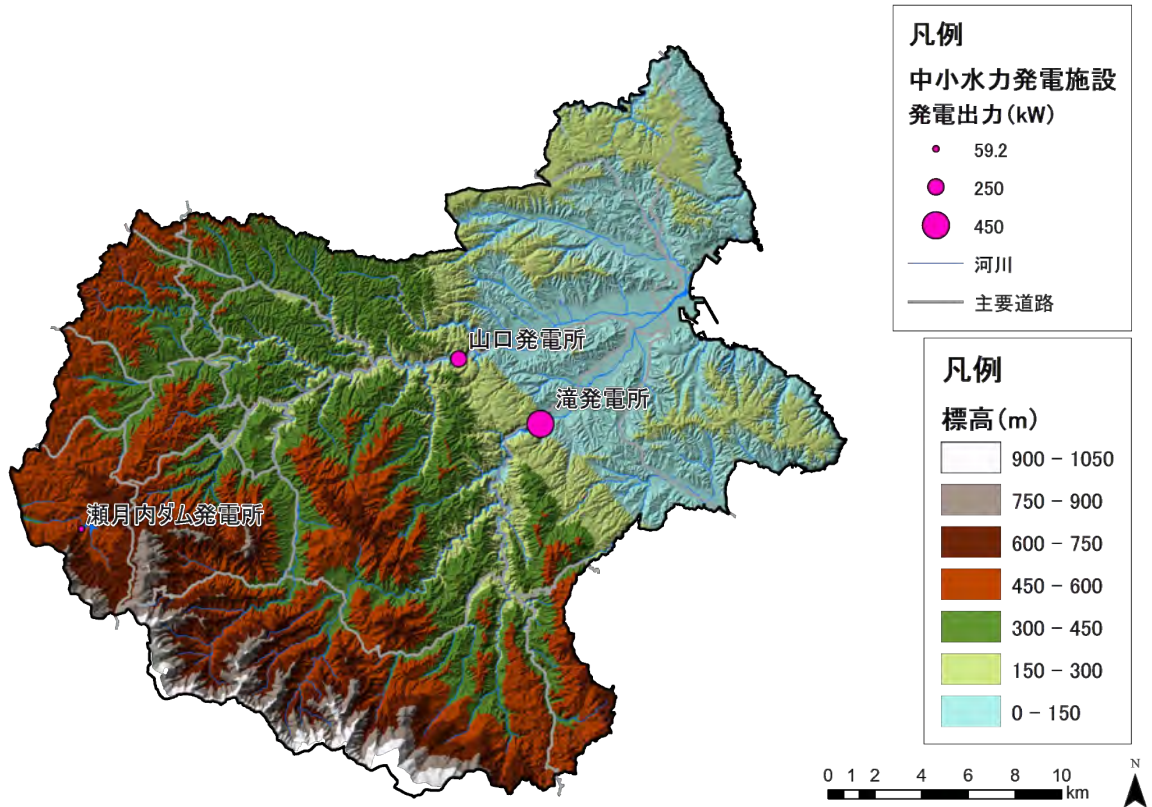 凡例
中小水力発電施設
発電出力(kW)
59.2
250
450
河川
主要道路
山口発電所
滝発電所
瀬月内ダム発電所
凡例
標高(m)
900 - 1050
750 - 900
600 - 750
450 - 600
300 - 450
150 - 300
0 - 150
0 1 2 4 6 8 10
km
N